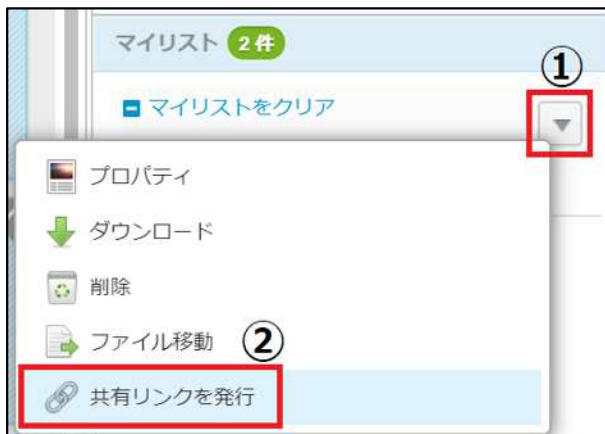 マイリスト 2件
①
マイリストをクリア
プロパティ
ダウンロード
削除
ファイル移動 ②
共有リンクを発行